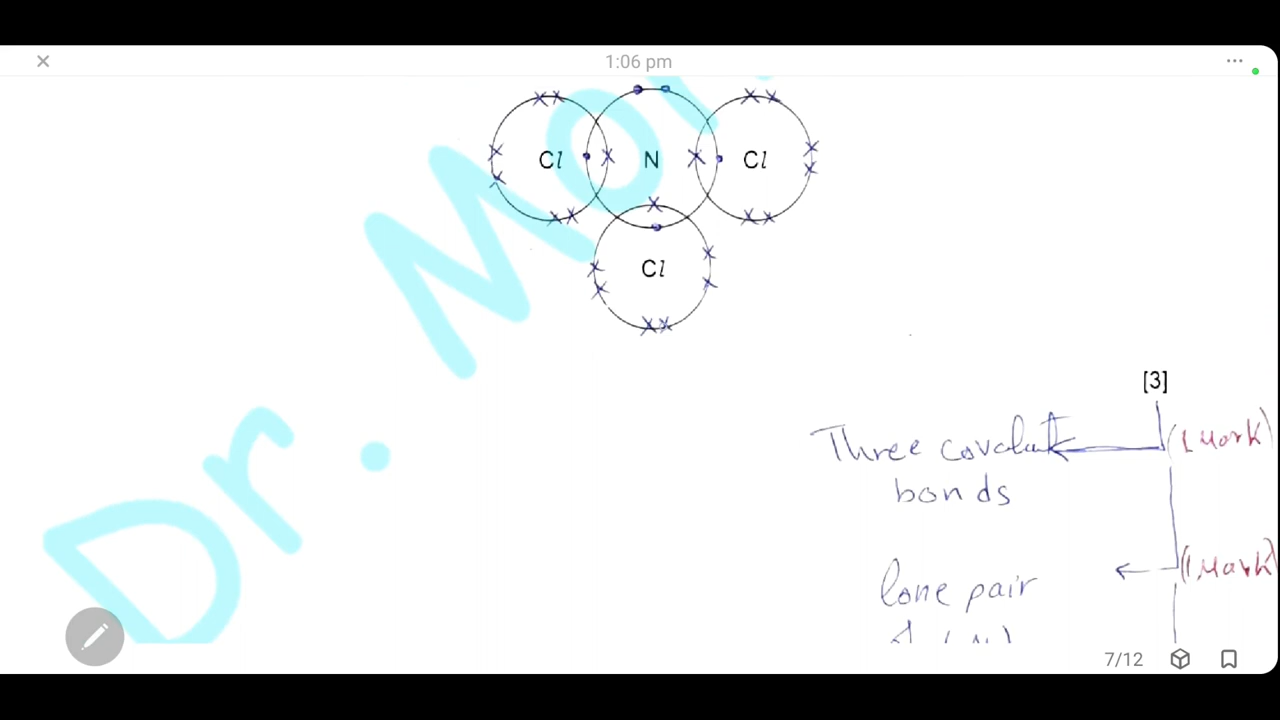 1:06 pm
Dr. Mor
Cl N Cl
Cl
[3]
Three covalent (1 Mark)
bonds
(1 Mark)
lone pair
7/12